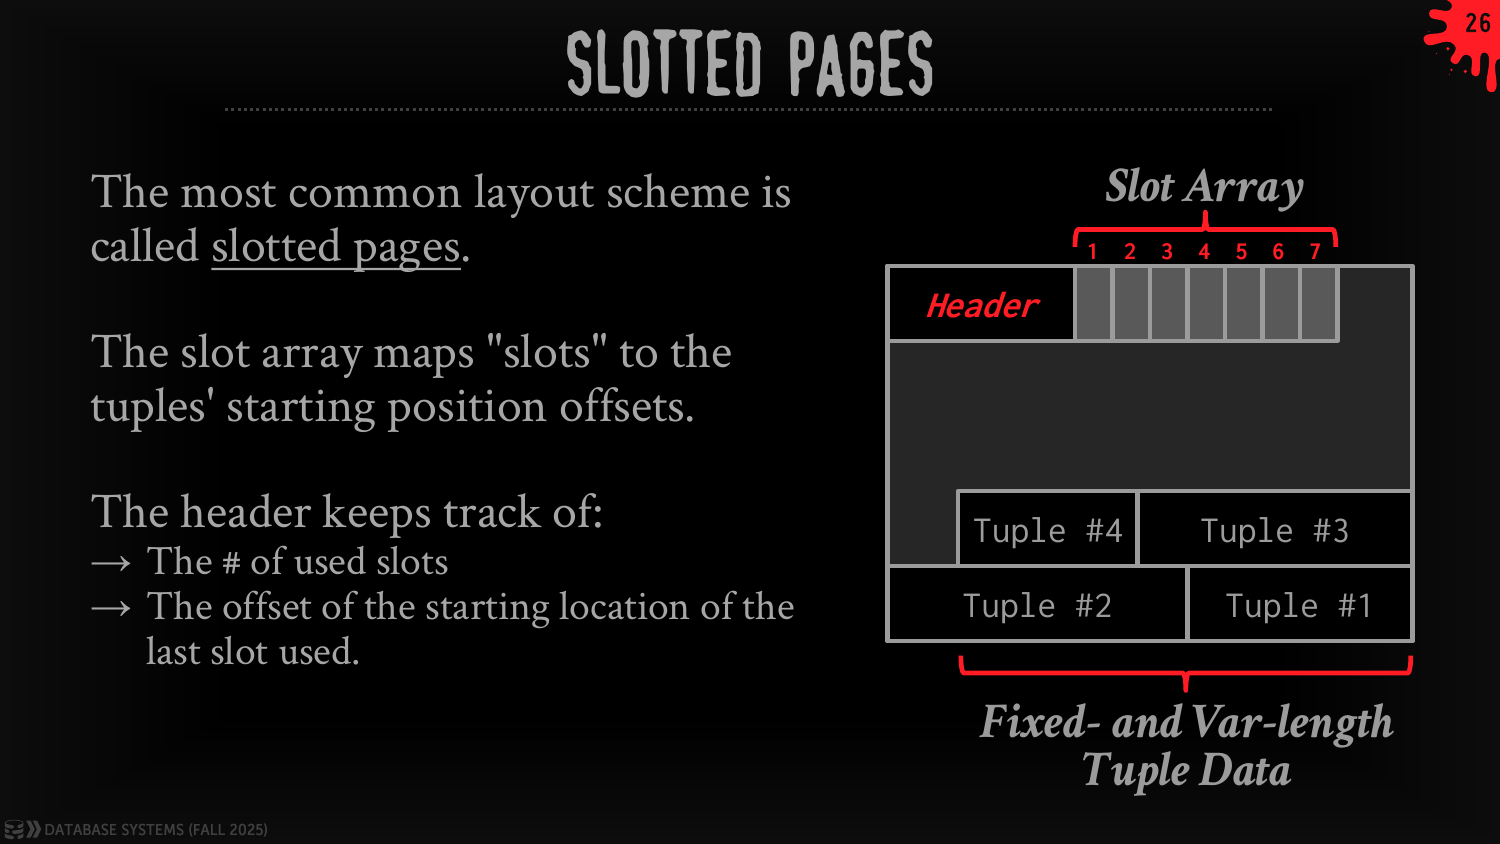 26
SLOTTED PAGES
The most common layout scheme is
called slotted pages.
The slot array maps "slots" to the
tuples' starting position offsets.
The header keeps track of:
→ The # of used slots
→ The offset of the starting location of the
last slot used.
Slot Array
1 2 3 4 5 6 7
Header
Tuple #4 Tuple #3
Tuple #2 Tuple #1
Fixed- and Var-length
Tuple Data
DATABASE SYSTEMS (FALL 2025)